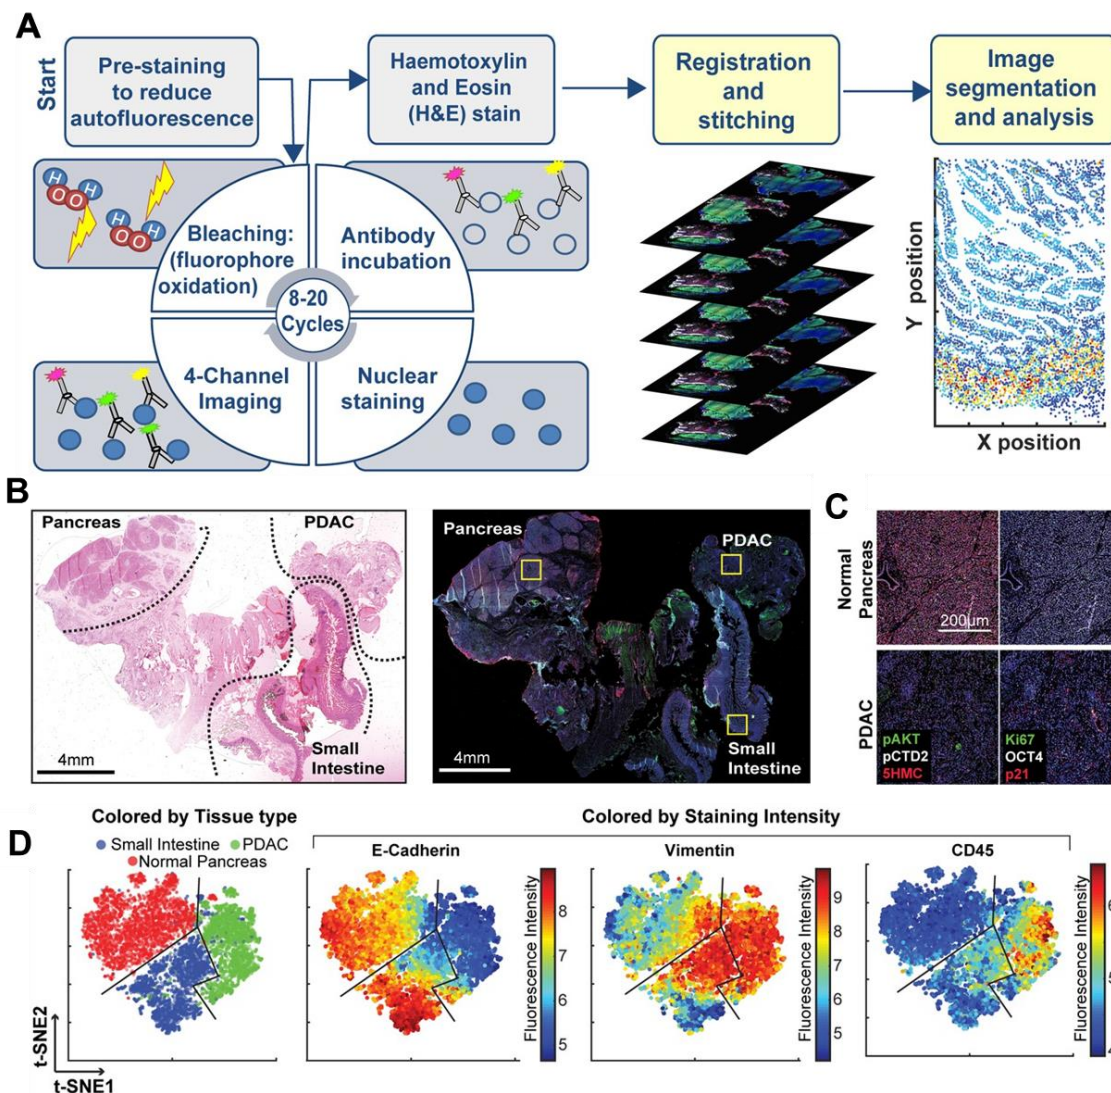 A
Start
Pre-staining
to reduce
autofluorescence
Haemotoxylin
and Eosin
(H&E) stain
Registration
and
stitching
Image
segmentation
and analysis
H
O
O
H
H
O
O
H
Bleaching:
(fluorophore
oxidation)
Antibody
incubation
8-20
Cycles
4-Channel
Imaging
Nuclear
staining
Y position
X position
B
Pancreas
PDAC
Small
Intestine
4mm
Pancreas
PDAC
Small
Intestine
4mm
C
Normal
Pancreas
200μm
PDAC
pAKT
pCTD2
5HMC
Ki67
OCT4
p21
D
Colored by Tissue type
Small Intestine
PDAC
Normal Pancreas
t-SNE2
t-SNE1
Colored by Staining Intensity
E-Cadherin
Fluorescence Intensity
8
7
6
5
Vimentin
Fluorescence Intensity
9
8
7
6
5
CD45
Fluorescence Intensity
6
5
4